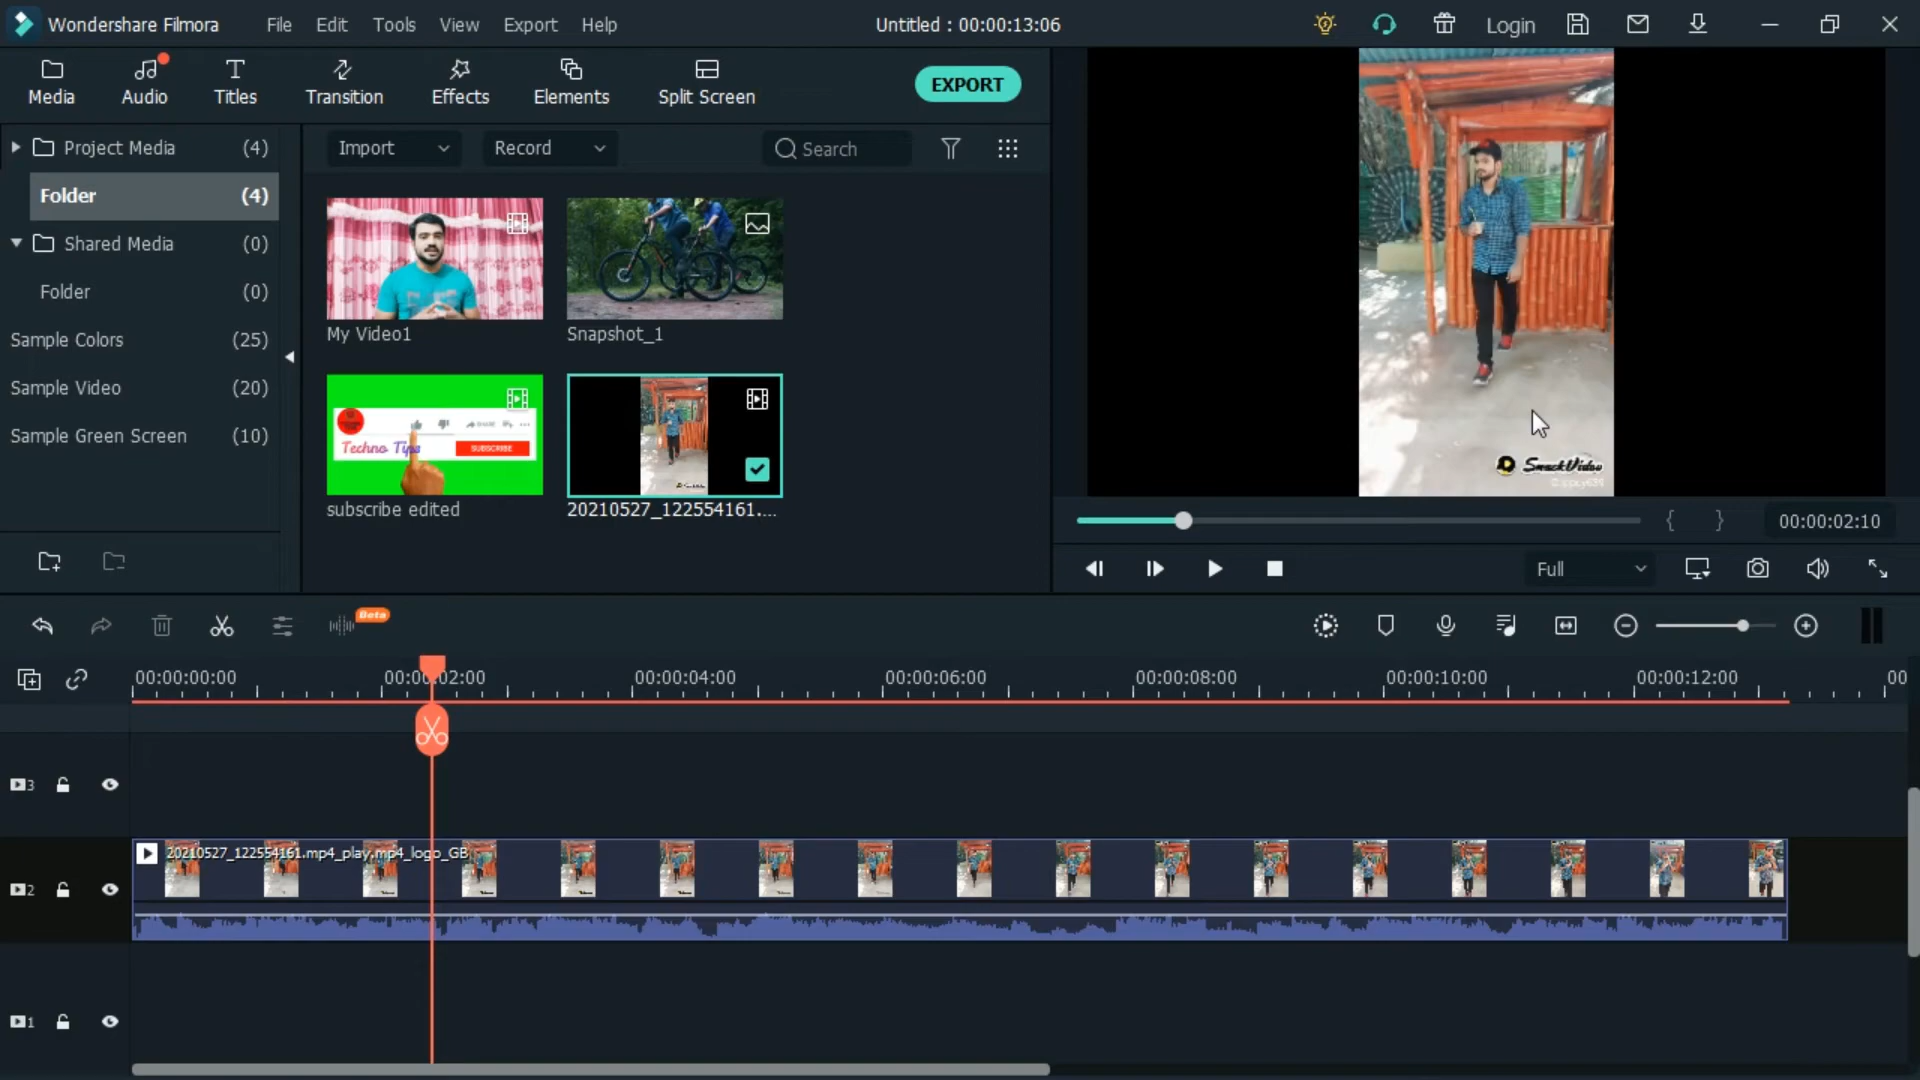 Wondershare Filmora File Edit Tools View Export Help Untitled : 00:00:13:06 Login
Media Audio Titles Transition Effects Elements Split Screen EXPORT
Project Media (4)
Folder (4)
Shared Media (0)
Folder (0)
Sample Colors (25)
Sample Video (20)
Sample Green Screen (10)
Import Record Search
My Video1 Snapshot_1
SHARE
Techno Tips SUBSCRIBE
subscribe edited 20210527_122554161....
SnackVideo
00:00:02:10
Full
Beta
00:00:00:00 00:00:02:00 00:00:04:00 00:00:06:00 00:00:08:00 00:00:10:00 00:00:12:00 00
3
20210527_122554161.mp4_play.mp4_logo_GB
2
1